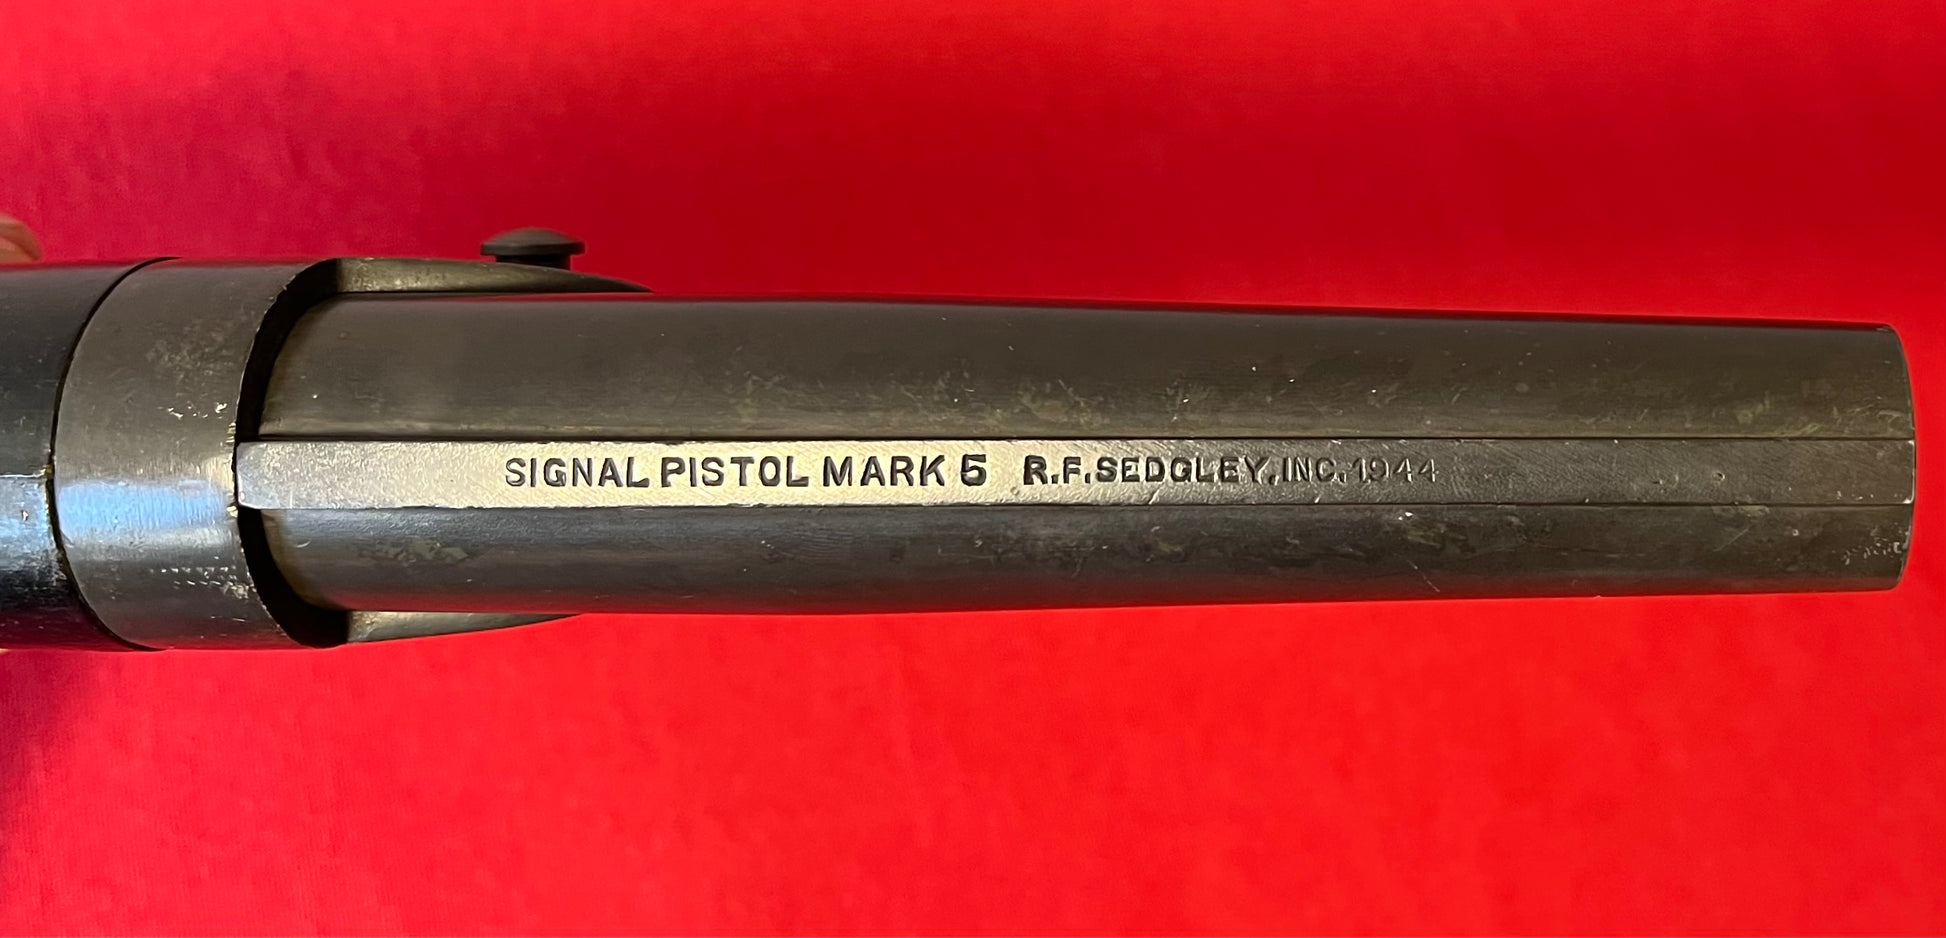 SIGNAL PISTOL MARK 5 R.F. SEDGLEY, INC. 1944